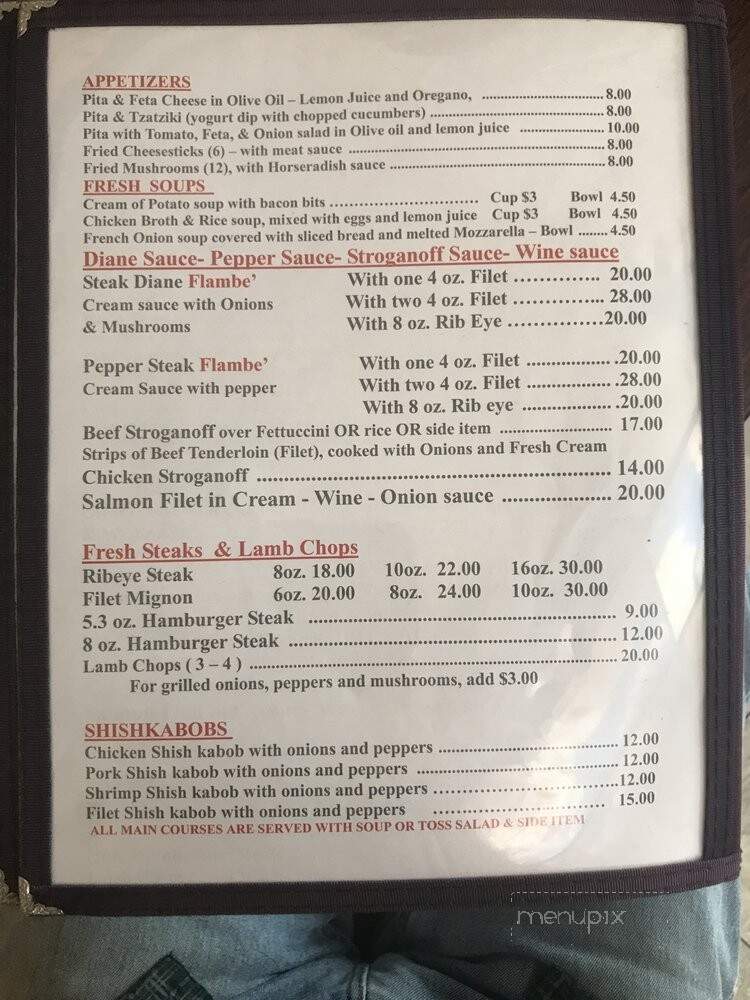 APPETIZERS
Pita & Feta Cheese in Olive Oil – Lemon Juice and Oregano, ................................8.00
Pita & Tzatziki (yogurt dip with chopped cucumbers) ............................................8.00
Pita with Tomato, Feta, & Onion salad in Olive oil and lemon juice ......................10.00
Fried Cheesesticks (6) – with meat sauce ................................................................8.00
Fried Mushrooms (12), with Horseradish sauce ......................................................8.00
FRESH SOUPS
Cream of Potato soup with bacon bits ................................. Cup $3 Bowl 4.50
Chicken Broth & Rice soup, mixed with eggs and lemon juice Cup $3 Bowl 4.50
French Onion soup covered with sliced bread and melted Mozzarella – Bowl ........ 4.50
Diane Sauce- Pepper Sauce- Stroganoff Sauce- Wine sauce
Steak Diane Flambe’ With one 4 oz. Filet .............. 20.00
Cream sauce with Onions With two 4 oz. Filet ............... 28.00
& Mushrooms With 8 oz. Rib Eye ................20.00
Pepper Steak Flambe’ With one 4 oz. Filet ................. .20.00
Cream Sauce with pepper With two 4 oz. Filet ................. .28.00
With 8 oz. Rib eye ................... .20.00
Beef Stroganoff over Fettuccini OR rice OR side item ........................ 17.00
Strips of Beef Tenderloin (Filet), cooked with Onions and Fresh Cream
Chicken Stroganoff ................................................................ 14.00
Salmon Filet in Cream - Wine - Onion sauce .................... 20.00
Fresh Steaks & Lamb Chops
Ribeye Steak 8oz. 18.00 10oz. 22.00 16oz. 30.00
Filet Mignon 6oz. 20.00 8oz. 24.00 10oz. 30.00
5.3 oz. Hamburger Steak ........................................................ 9.00
8 oz. Hamburger Steak ............................................................ 12.00
Lamb Chops ( 3 – 4 ) ...................................................................................20.00
For grilled onions, peppers and mushrooms, add $3.00
SHISHKABOBS
Chicken Shish kabob with onions and peppers ...................................... 12.00
Pork Shish kabob with onions and peppers .......................................... 12.00
Shrimp Shish kabob with onions and peppers .......................................12.00
Filet Shish kabob with onions and peppers ................................... 15.00
ALL MAIN COURSES ARE SERVED WITH SOUP OR TOSS SALAD & SIDE ITEM
menupix